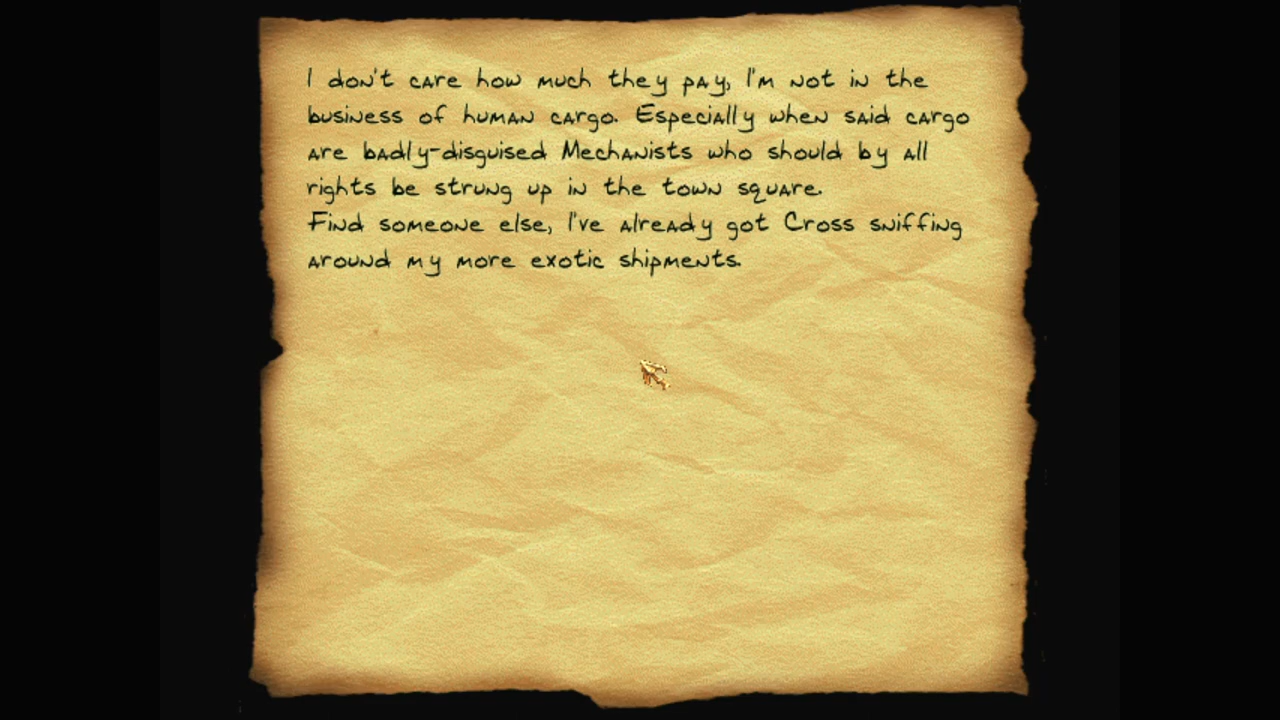 I don't care how much they pay, I'm not in the
business of human cargo. Especially when said cargo
are badly-disguised Mechanists who should by all
rights be strung up in the town square.
Find someone else, I've already got Cross sniffing
around my more exotic shipments.